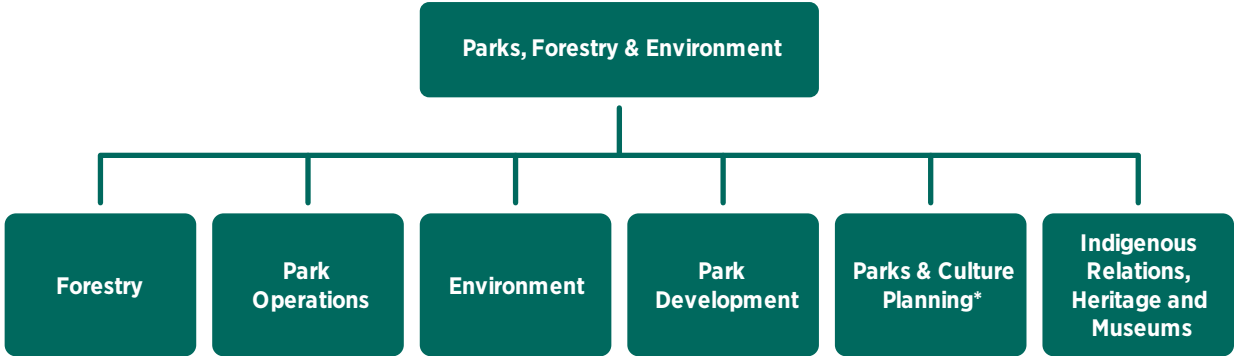 Parks, Forestry & Environment
Forestry
Park
Operations
Environment
Park
Development
Parks & Culture
Planning*
Indigenous
Relations,
Heritage and
Museums